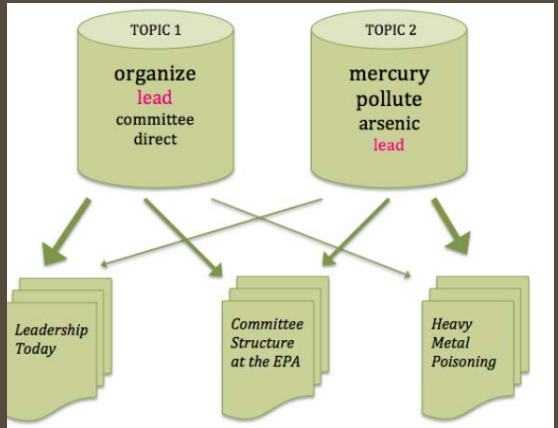 TOPIC 1
organize
lead
committee
direct
TOPIC 2
mercury
pollute
arsenic
lead
Leadership
Today
Committee
Structure
at the EPA
Heavy
Metal
Poisoning